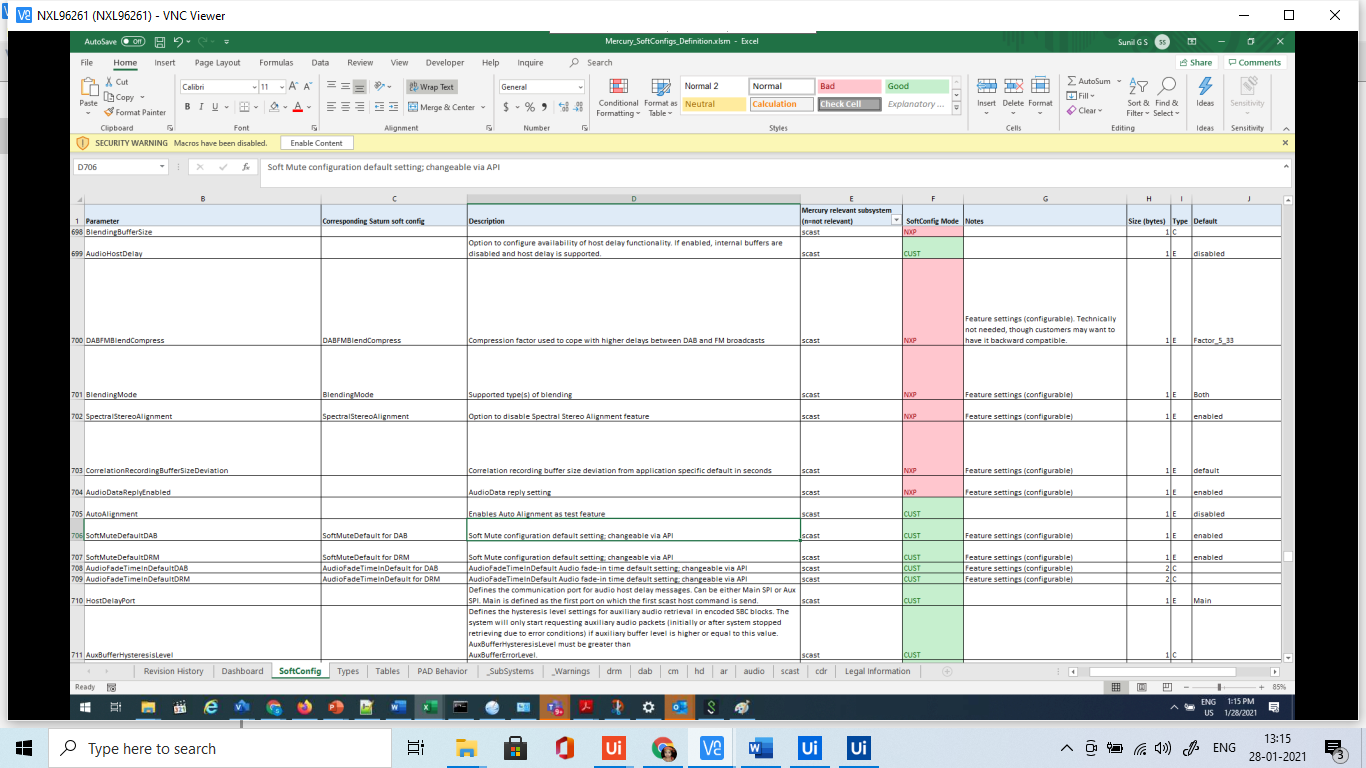 NXL96261 (NXL96261) - VNC Viewer
AutoSave Off
Mercury_SoftConfigs_Definition.xlsm - Excel
Sunil G S SS
File Home Insert Page Layout Formulas Data Review View Developer Help Inquire Search
Share Comments
Paste
Cut
Copy
Format Painter
Calibri 11
Wrap Text
Merge & Center
General
Conditional Formatting
Format as Table
Normal 2 Normal Bad Good
Neutral Calculation Check Cell Explanatory ...
Insert Delete Format
AutoSum
Fill
Clear
Sort & Filter
Find & Select
Ideas
Sensitivity
Clipboard Font Alignment Number Styles Cells Editing Ideas Sensitivity
SECURITY WARNING Macros have been disabled. Enable Content
D706
Soft Mute configuration default setting; changeable via API
B C D E F G H I J
1 Parameter Corresponding Saturn soft config Description Mercury relevant subsystem (n=not relevant) SoftConfig Mode Notes Size (bytes) Type Default
698 BlendingBufferSize scast NXP 1 C
699 AudioHostDelay Option to configure availability of host delay functionality. If enabled, internal buffers are
disabled and host delay is supported. scast CUST 1 E disabled
700 DABFMBlendCompress DABFMBlendCompress Compression factor used to cope with higher delays between DAB and FM broadcasts scast NXP Feature settings (configurable). Technically
not needed, though customers may want to
have it backward compatible. 1 E Factor_5_33
701 BlendingMode BlendingMode Supported type(s) of blending scast NXP Feature settings (configurable) 1 E Both
702 SpectralStereoAlignment SpectralStereoAlignment Option to disable Spectral Stereo Alignment feature scast NXP Feature settings (configurable) 1 E enabled
703 CorrelationRecordingBufferSizeDeviation Correlation recording buffer size deviation from application specific default in seconds scast NXP Feature settings (configurable) 1 E default
704 AudioDataReplyEnabled AudioData reply setting scast NXP Feature settings (configurable) 1 E enabled
705 AutoAlignment Enables Auto Alignment as test feature scast CUST 1 E disabled
706 SoftMuteDefaultDAB SoftMuteDefault for DAB Soft Mute configuration default setting; changeable via API scast CUST Feature settings (configurable) 1 E enabled
707 SoftMuteDefaultDRM SoftMuteDefault for DRM Soft Mute configuration default setting; changeable via API scast CUST Feature settings (configurable) 1 E enabled
708 AudioFadeTimeInDefaultDAB AudioFadeTimeInDefault for DAB AudioFadeTimeInDefault Audio fade-in time default setting; changeable via API scast CUST Feature settings (configurable) 2 C
709 AudioFadeTimeInDefaultDRM AudioFadeTimeInDefault for DRM AudioFadeTimeInDefault Audio fade-in time default setting; changeable via API scast CUST Feature settings (configurable) 2 C
710 HostDelayPort Defines the communication port for audio host delay messages. Can be either Main SPI or Aux
SPI. Main is defined as the first port on which the first scast host command is send. scast CUST 1 E Main
711 AuxBufferHysteresisLevel Defines the hysteresis level settings for auxiliary audio retrieval in encoded SBC blocks. The
system will only start requesting auxiliary audio packets (initially or after system stopped
retrieving due to error conditions) if auxiliary buffer level is higher or equal to this value.
AuxBufferHysteresisLevel must be greater than
AuxBufferErrorLevel. scast CUST 1 C
Revision History Dashboard SoftConfig Types Tables PAD Behavior _SubSystems _Warnings drm dab cm hd ar audio scast cdr Legal Information
Ready 85%
ENG
US
1:15 PM
1/28/2021
Type here to search
ENG
13:15
28-01-2021
3